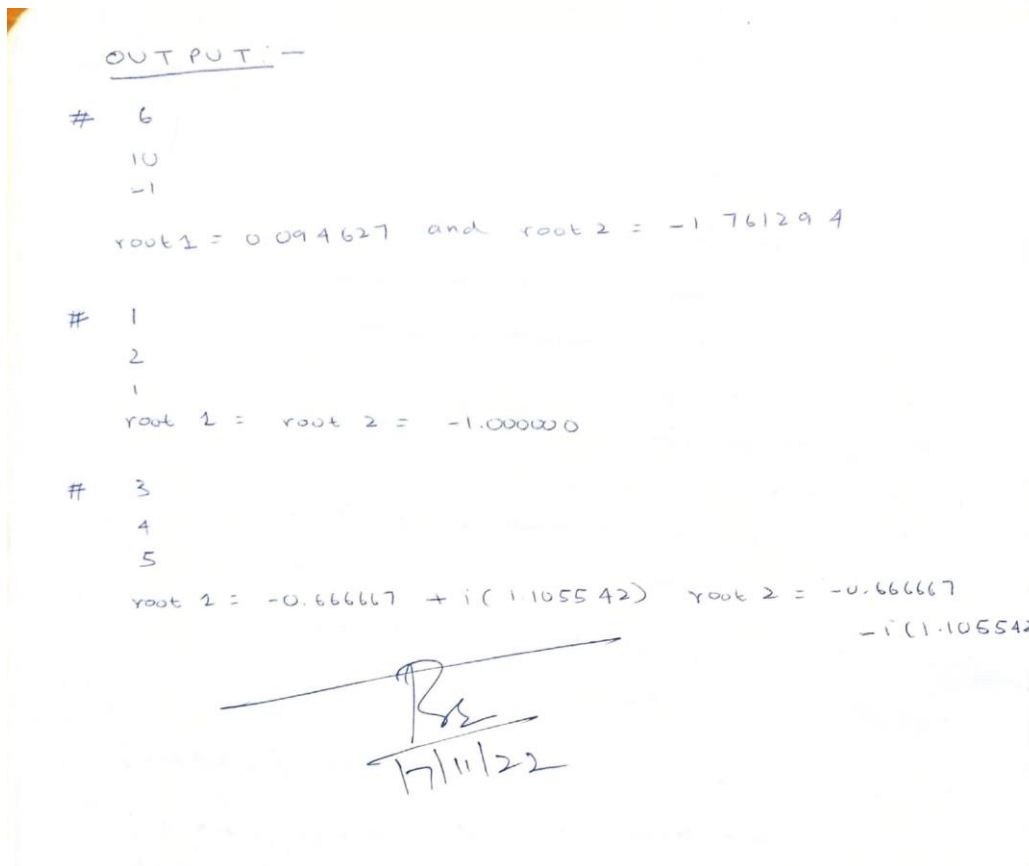 OUTPUT:-
# 6
10
-1
root 1 = 0.094627 and root 2 = -1.761294
# 1
2
1
root 1 = root 2 = -1.000000
# 3
4
5
root 1 = -0.666667 + i(1.105542) root 2 = -0.666667
-i(1.105542
17/11/22